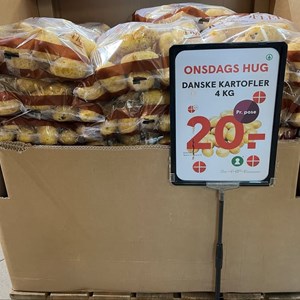 ONSDAGS HUG
DANSKE KARTOFLER
4 KG
Pr. pose
20.-